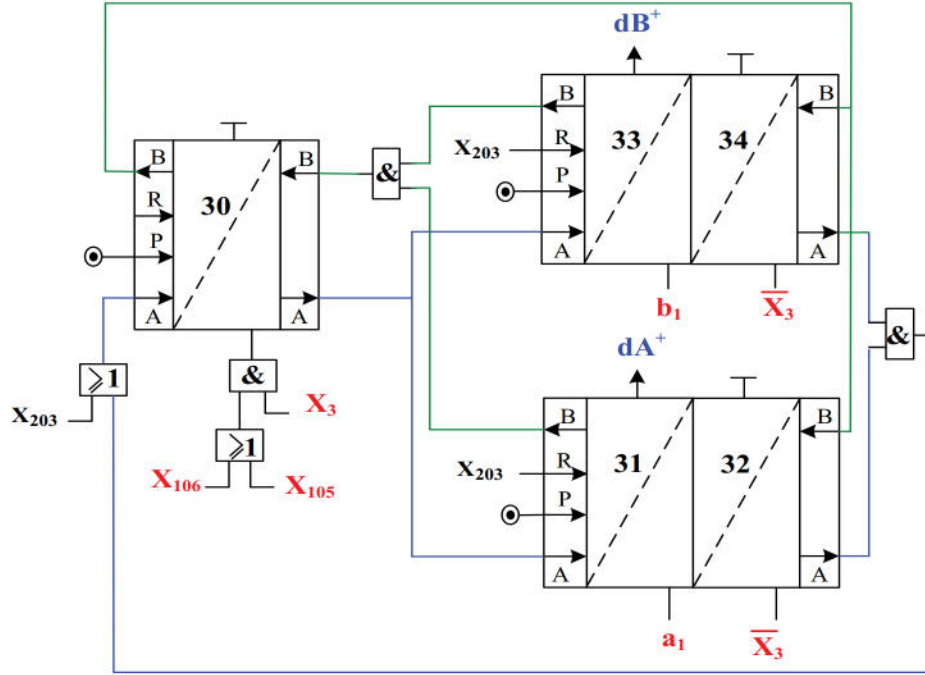 dB⁺
B
B
33
34
X₂₀₃
R
&
B
B
P
30
R
A
A
P
b₁
X̅₃
A
A
&
dA⁺
≥1
&
X₂₀₃
X₃
B
B
≥1
31
32
X₂₀₃
R
X₁₀₆
X₁₀₅
P
A
A
a₁
X̅₃